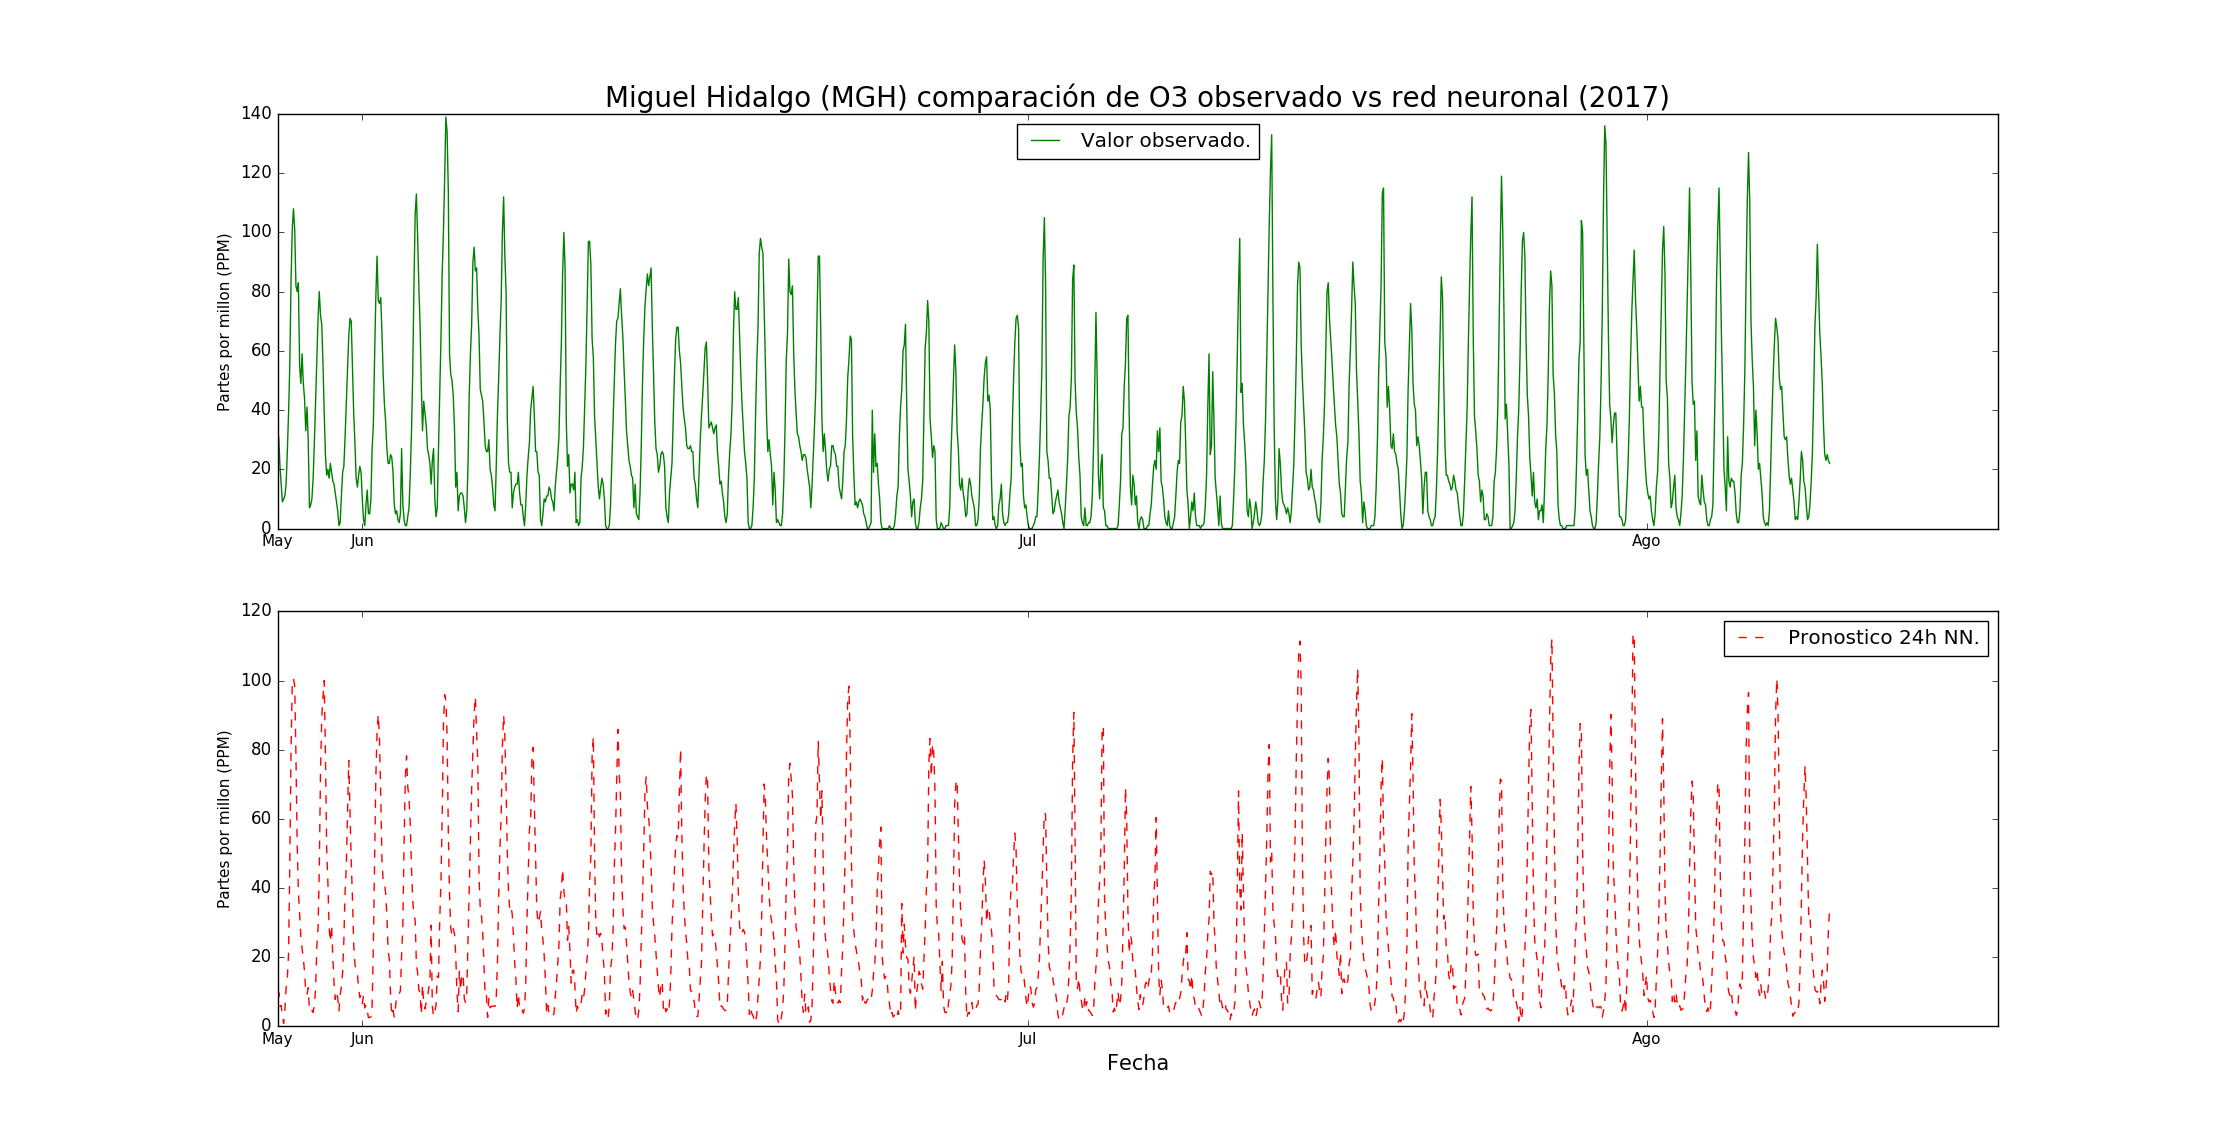 Miguel Hidalgo (MGH) comparación de O3 observado vs red neuronal (2017)
140
120
100
80
60
40
20
0
Partes por millon (PPM)
Valor observado.
May Jun Jul Ago
120
100
80
60
40
20
0
Partes por millon (PPM)
Pronostico 24h NN.
May Jun Jul Ago
Fecha